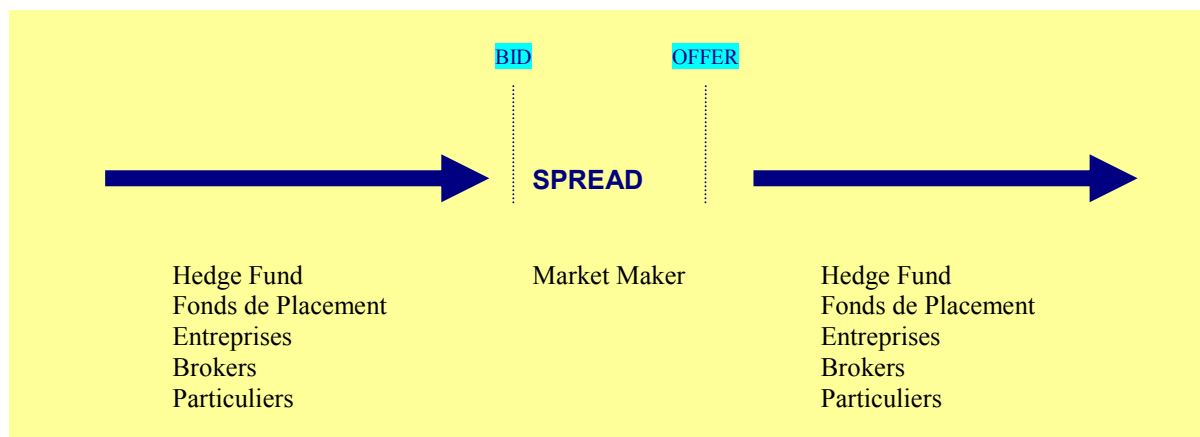 BID
OFFER
SPREAD
Hedge Fund
Fonds de Placement
Entreprises
Brokers
Particuliers
Market Maker
Hedge Fund
Fonds de Placement
Entreprises
Brokers
Particuliers